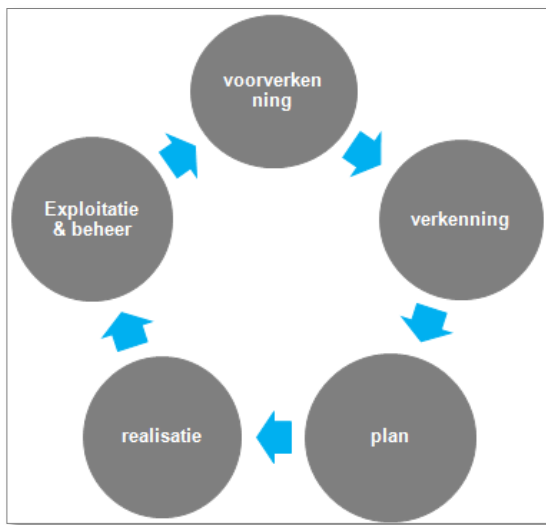 voorverken
ning
verkenning
plan
realisatie
Exploitatie
& beheer